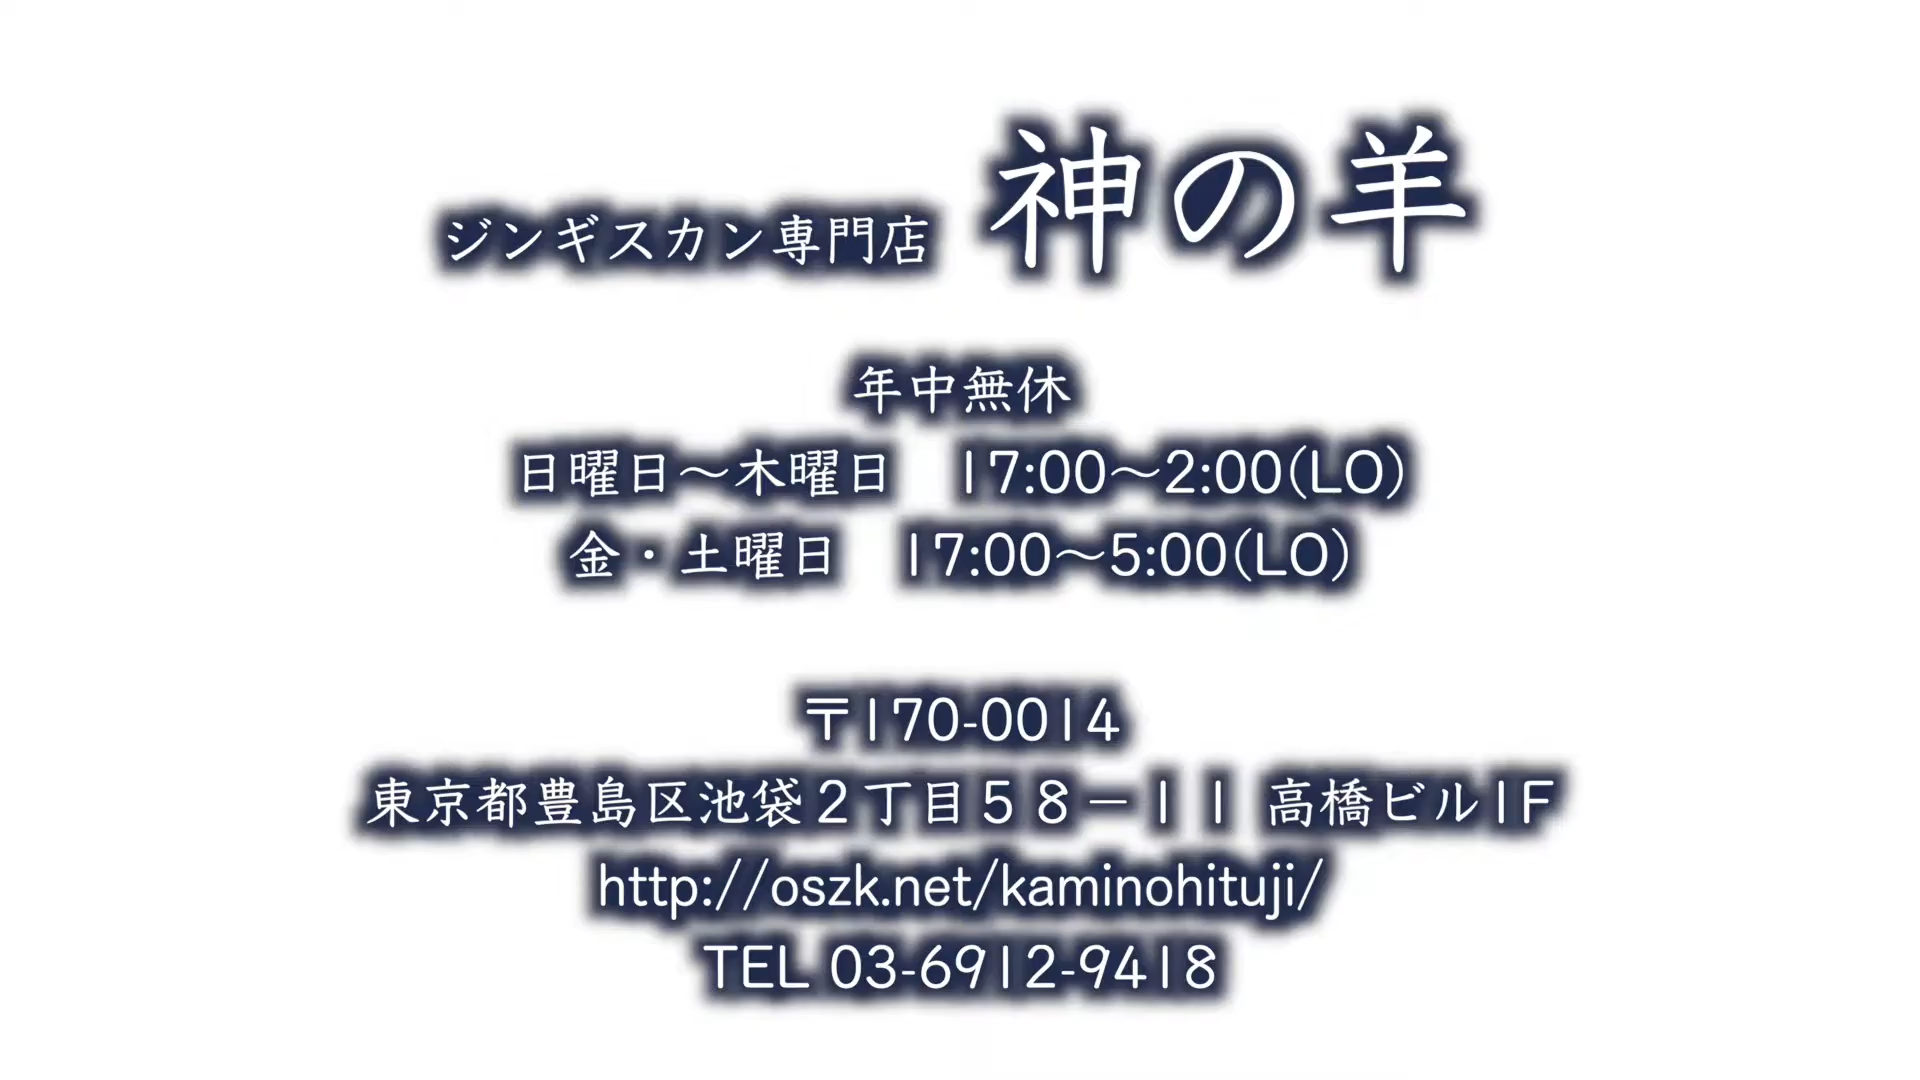 ジンギスカン専門店 神の羊
年中無休
日曜日～木曜日　17:00～2:00(LO)
金・土曜日　17:00～5:00(LO)
〒170-0014
東京都豊島区池袋２丁目５８－１１ 高橋ビル1F
http://oszk.net/kaminohituji/
TEL 03-6912-9418